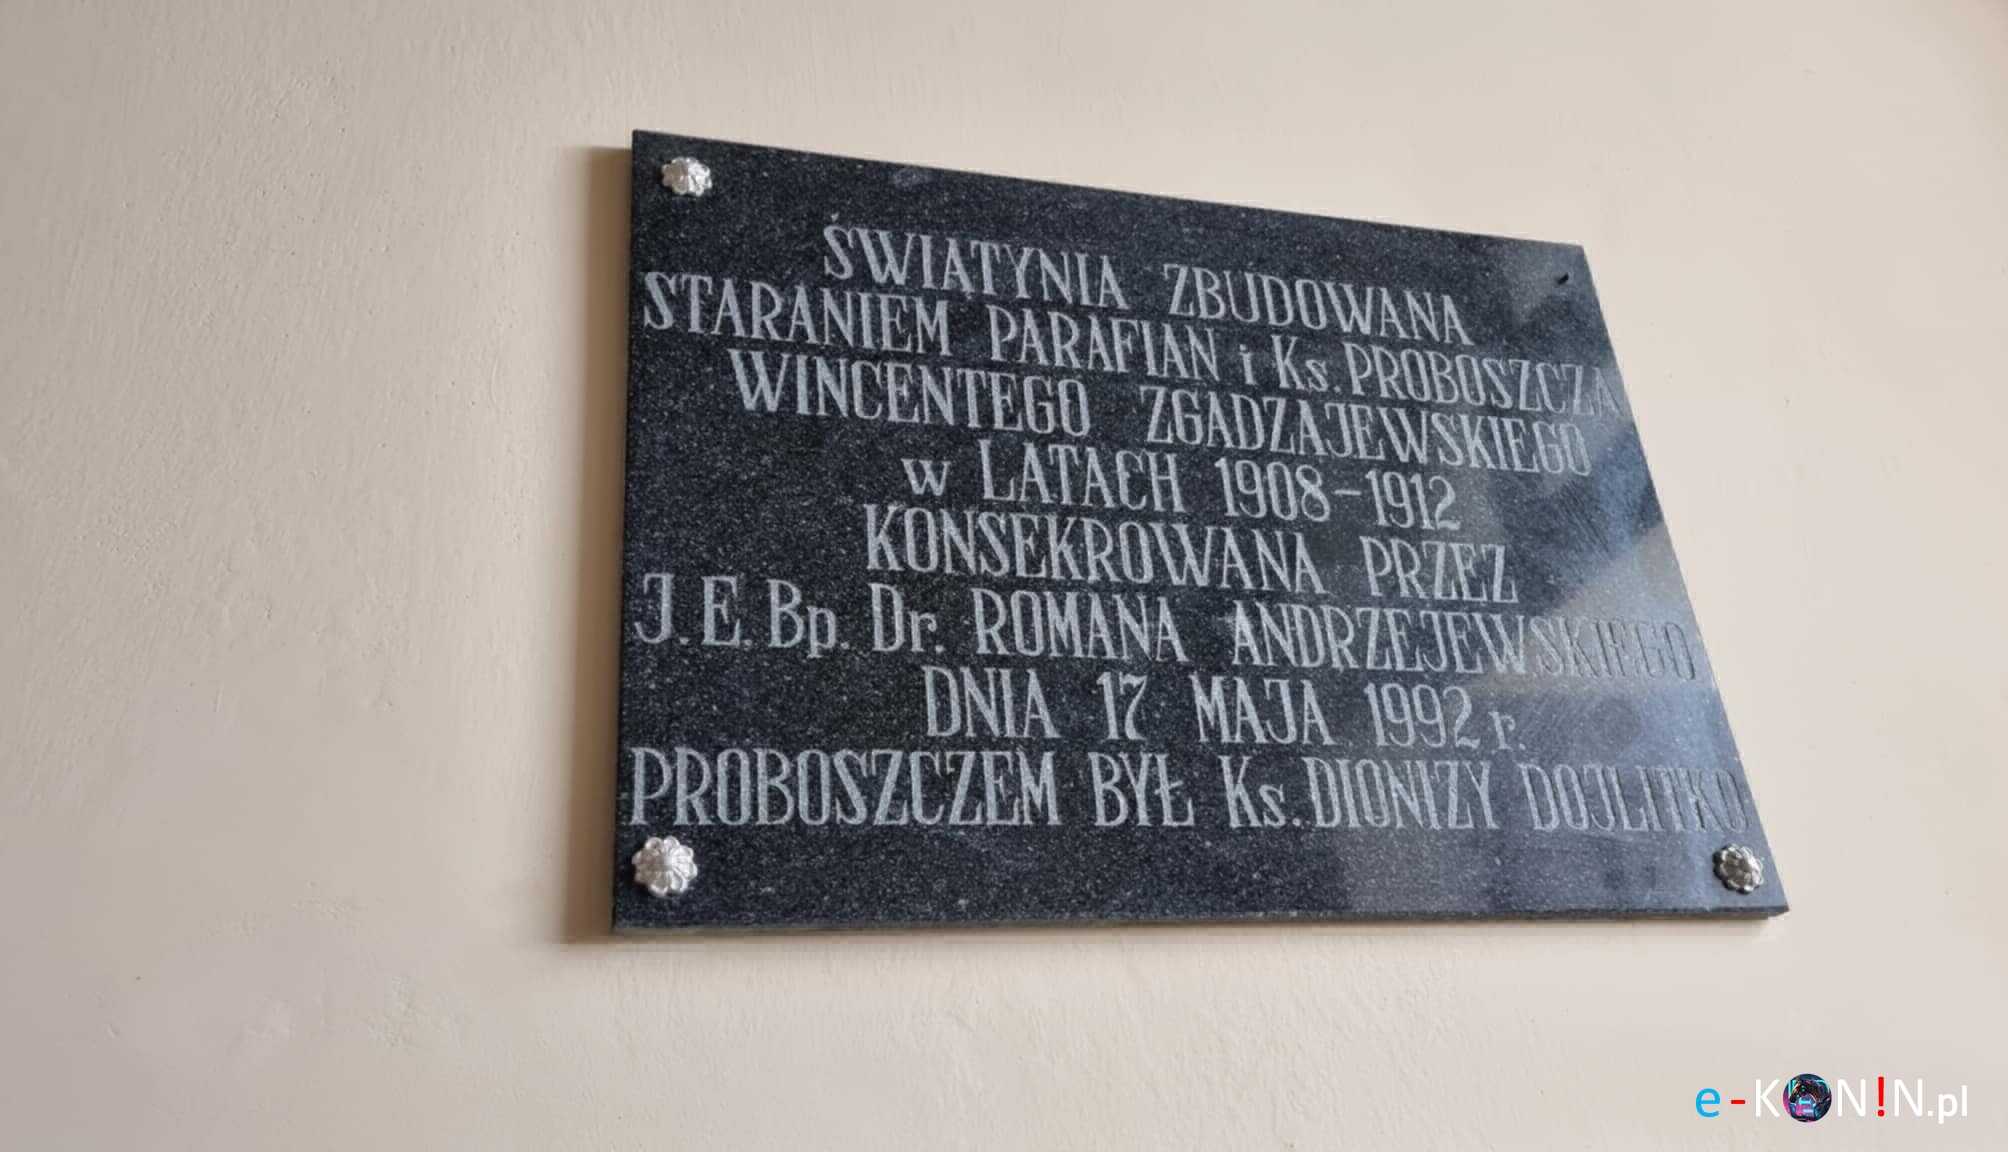 ŚWIĄTYNIA ZBUDOWANA
STARANIEM PARAFIAN i Ks. PROBOSZCZA
WINCENTEGO ZGADZAJEWSKIEGO
w LATACH 1908-1912
KONSEKROWANA PRZEZ
J.E. Bp. Dr. ROMANA ANDRZEJEWSKIEGO
DNIA 17 MAJA 1992 r.
PROBOSZCZEM BYŁ Ks. DIONIZY DOJLITKO
e-KON!N.pl